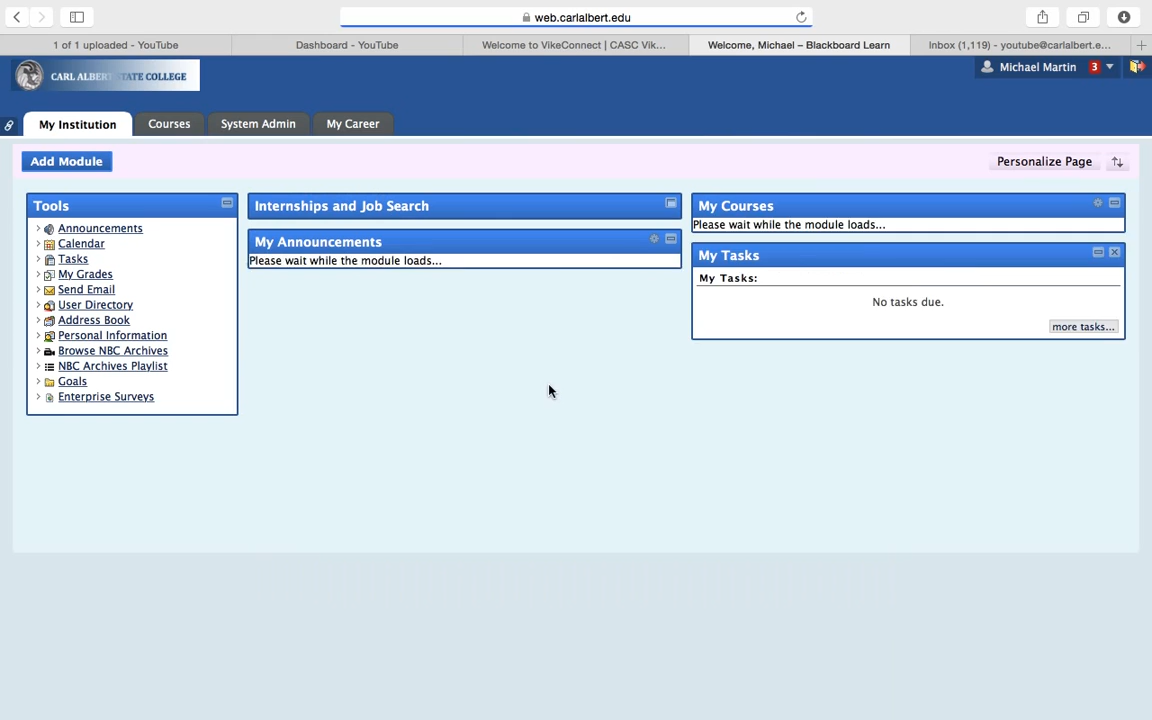 web.carlalbert.edu
1 of 1 uploaded - YouTube
Dashboard - YouTube
Welcome to VikeConnect | CASC Vik...
Welcome, Michael – Blackboard Learn
Inbox (1,119) - youtube@carlalbert.e...
CARL ALBERT STATE COLLEGE
Michael Martin 3
My Institution
Courses
System Admin
My Career
Add Module
Personalize Page
Tools
Announcements
Calendar
Tasks
My Grades
Send Email
User Directory
Address Book
Personal Information
Browse NBC Archives
NBC Archives Playlist
Goals
Enterprise Surveys
Internships and Job Search
My Announcements
Please wait while the module loads...
My Courses
Please wait while the module loads...
My Tasks
My Tasks:
No tasks due.
more tasks...